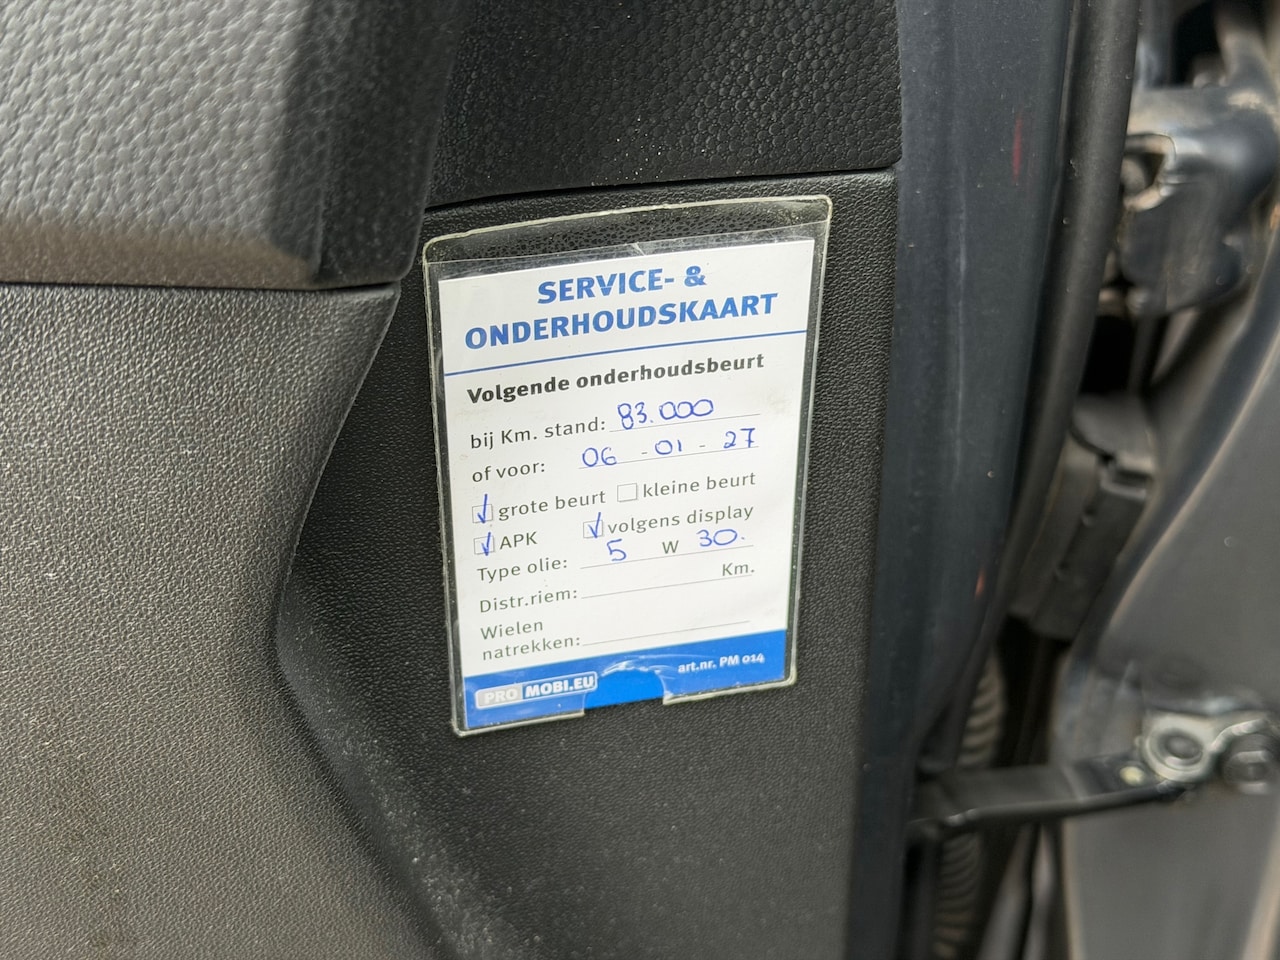 SERVICE- &
ONDERHOUDSKAART
Volgende onderhoudsbeurt
bij Km. stand: 83.000
of voor: 06 - 01 - 27
grote beurt kleine beurt
APK volgens display
Type olie: 5 W 30.
Distr.riem: Km.
Wielen
natrekken:
PRO MOBI.EU art.nr. PM 014